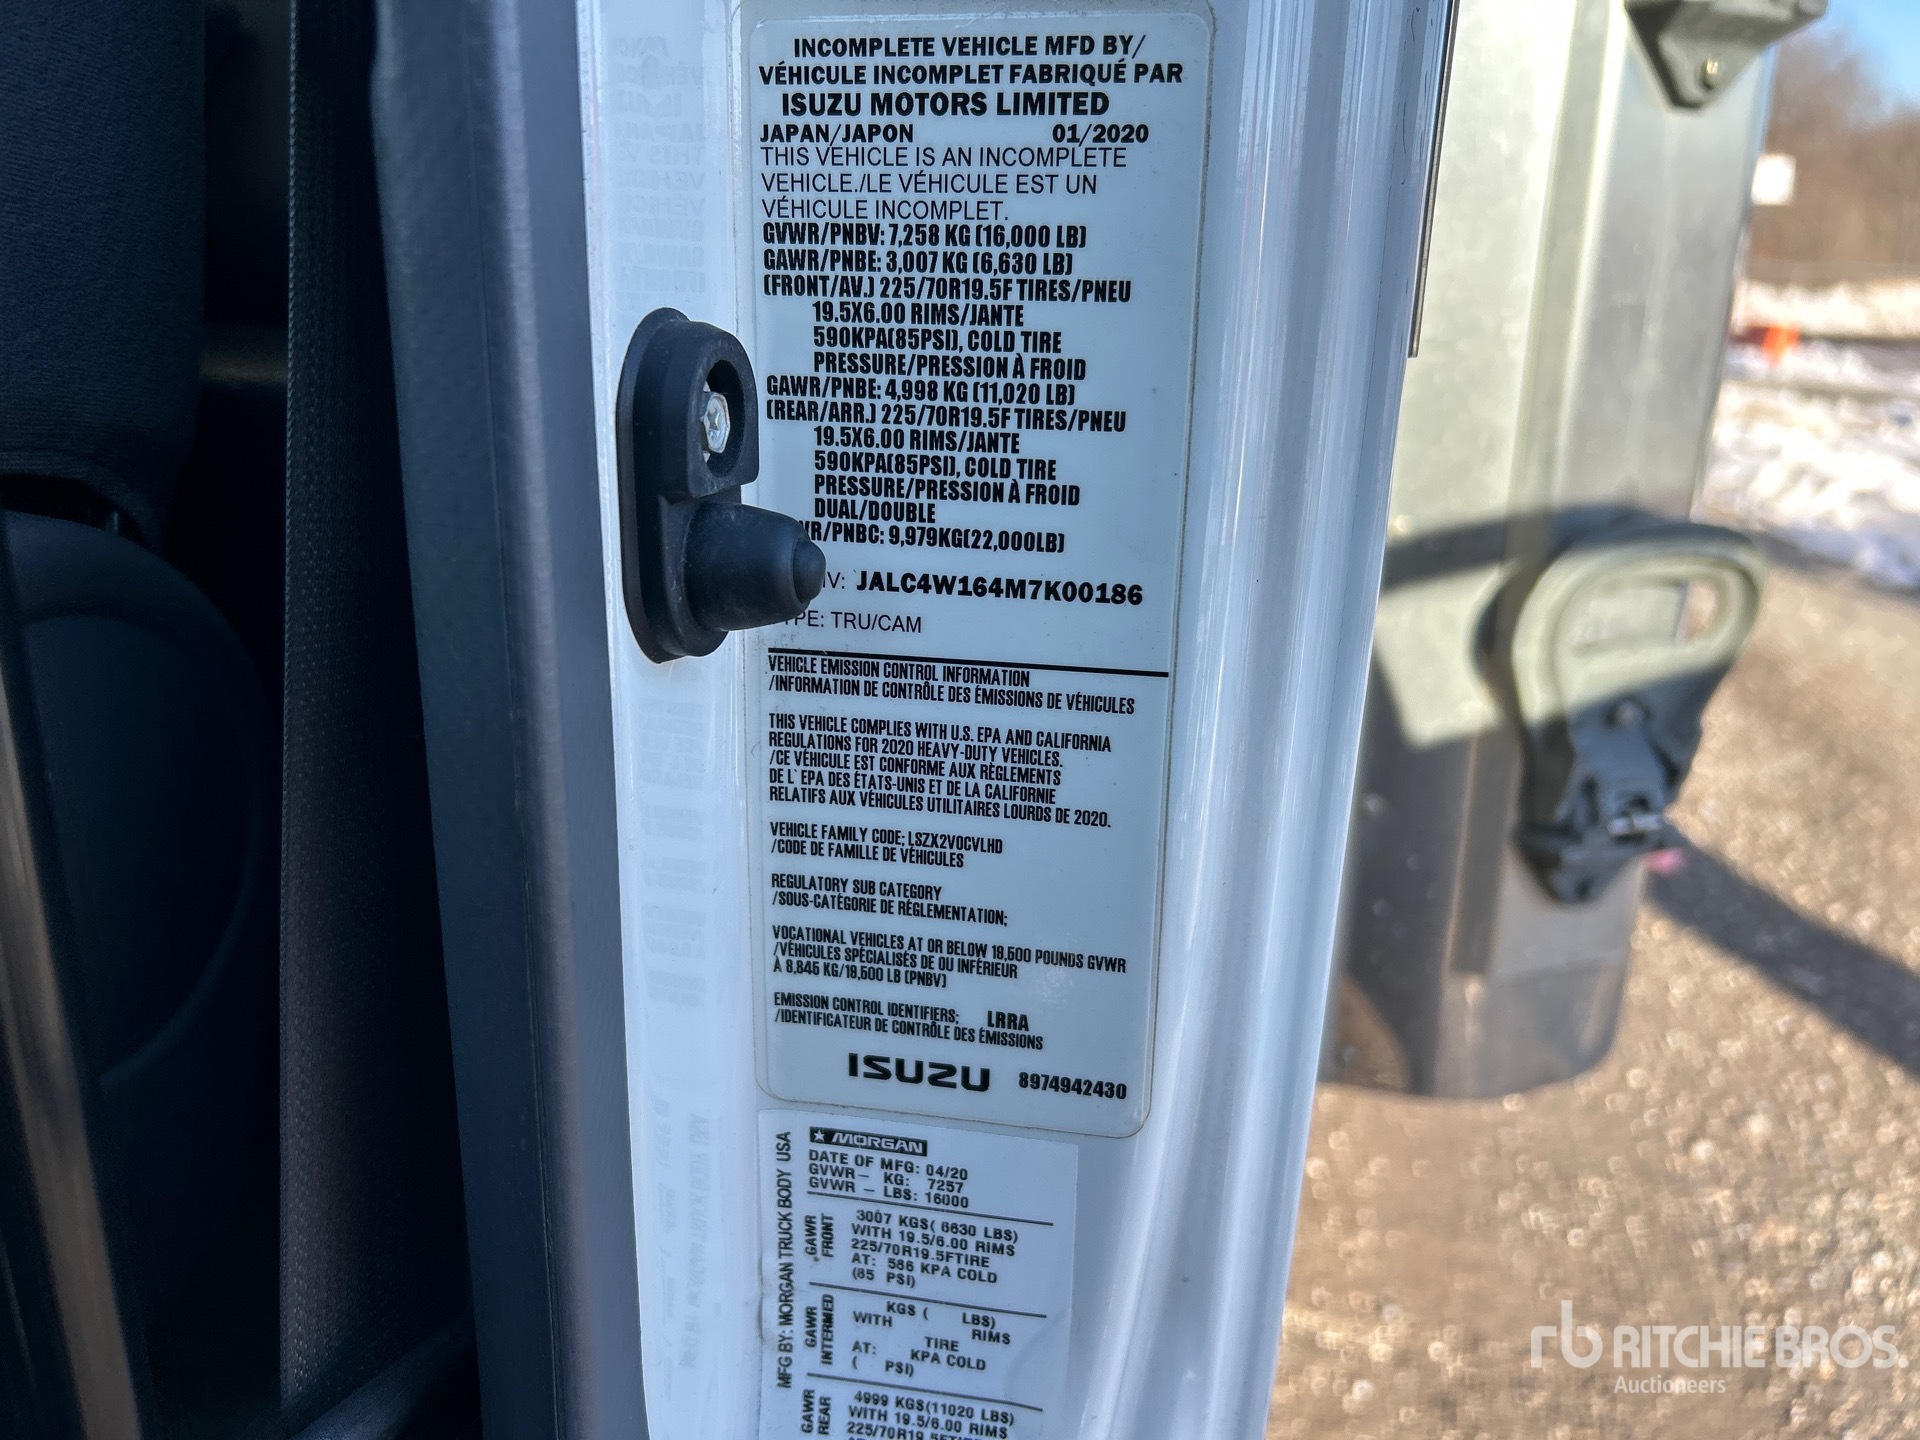 INCOMPLETE VEHICLE MFD BY/
VÉHICULE INCOMPLET FABRIQUÉ PAR
ISUZU MOTORS LIMITED
JAPAN/JAPON 01/2020
THIS VEHICLE IS AN INCOMPLETE
VEHICLE./LE VÉHICULE EST UN
VÉHICULE INCOMPLET.
GVWR/PNBV: 7,258 KG (16,000 LB)
GAWR/PNBE: 3,007 KG (6,630 LB)
(FRONT/AV.) 225/70R19.5F TIRES/PNEU
19.5X6.00 RIMS/JANTE
590KPA(85PSI), COLD TIRE
PRESSURE/PRESSION À FROID
GAWR/PNBE: 4,998 KG (11,020 LB)
(REAR/ARR.) 225/70R19.5F TIRES/PNEU
19.5X6.00 RIMS/JANTE
590KPA(85PSI), COLD TIRE
PRESSURE/PRESSION À FROID
DUAL/DOUBLE
/PNBC: 9,979KG(22,000LB)
JALC4W164M7K00186
TRU/CAM
VEHICLE EMISSION CONTROL INFORMATION
/INFORMATION DE CONTRÔLE DES ÉMISSIONS DE VÉHICULES
THIS VEHICLE COMPLIES WITH U.S. EPA AND CALIFORNIA
REGULATIONS FOR 2020 HEAVY-DUTY VEHICLES.
/CE VÉHICULE EST CONFORME AUX RÈGLEMENTS
DE L'EPA DES ÉTATS-UNIS ET DE LA CALIFORNIE
RELATIFS AUX VÉHICULES UTILITAIRES LOURDS DE 2020.
VEHICLE FAMILY CODE; LSZX2VOCVLHD
/CODE DE FAMILLE DE VÉHICULES
REGULATORY SUB CATEGORY
/SOUS-CATÉGORIE DE RÉGLEMENTATION;
VOCATIONAL VEHICLES AT OR BELOW 19,500 POUNDS GVWR
/VÉHICULES SPÉCIALISÉS DE OU INFÉRIEUR
À 8,845 KG/19,500 LB (PNBV)
EMISSION CONTROL IDENTIFIERS; LRRA
/IDENTIFICATEUR DE CONTRÔLE DES ÉMISSIONS
ISUZU 8974942430
MORGAN
DATE OF MFG: 04/20
GVWR— KG: 7257
GVWR — LBS: 16000
MFG BY: MORGAN TRUCK BODY USA
GAWR FRONT
3007 KGS( 6630 LBS)
WITH 19.5/6.00 RIMS
225/70R19.5FTIRE
AT: 586 KPA COLD
(85 PSI)
GAWR INTERMED
KGS ( LBS)
WITH RIMS
TIRE
AT: KPA COLD
( PSI)
GAWR REAR
4999 KGS(11020 LBS)
WITH 19.5/6.00 RIMS
225/70R19.5FTIRE
rb RITCHIE BROS.
Auctioneers